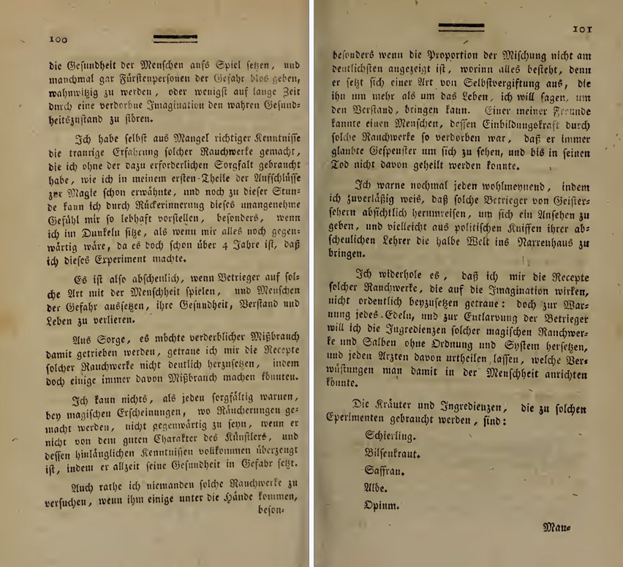 100
die Gesundheit der Menschen aufs Spiel setzen, und
manchmal gar Fürstenpersonen der Gefahr blos geben,
wahnwitzig zu werden, oder wenigst auf lange Zeit
durch eine verdorbne Imagination den wahren Gesund-
heitszustand zu stören.
Ich habe selbst aus Mangel richtiger Kenntnisse
die traurige Erfahrung solcher Rauchwerke gemacht,
die ich ohne der dazu erforderlichen Sorgfalt gebraucht
habe, wie ich in meinem ersten Theile der Aufschlüsse
zur Magie schon erwähnte, und noch zu dieser Stun-
de kann ich durch Rückerinnerung dieses unangenehme
Gefühl mir so lebhaft vorstellen, besonders, wenn
ich im Dunkeln sitze, als wenn mir alles noch gegen-
wärtig wäre, da es doch schon über 4 Jahre ist, daß
ich dieses Experiment machte.
Es ist also abscheulich, wenn Betrieger auf sol-
che Art mit der Menschheit spielen, und Menschen
der Gefahr aussetzen, ihre Gesundheit, Verstand und
Leben zu verlieren.
Aus Sorge, es möchte verderblicher Mißbrauch
damit getrieben werden, getraue ich mir die Recepte
solcher Rauchwerke nicht deutlich herzusetzen, indem
doch einige immer davon Mißbrauch machen könnten.
Ich kann nichts, als jeden sorgfältig warnen,
bey magischen Erscheinungen, wo Räucherungen ge-
macht werden, nicht gegenwärtig zu seyn, wenn er
nicht von dem guten Charakter des Künstlers, und
dessen hinlänglichen Kenntnissen vollkommen überzeugt
ist, indem er allzeit seine Gesundheit in Gefahr setzt.
Auch rathe ich niemanden solche Rauchwerke zu
versuchen, wenn ihm einige unter die Hände kommen,
beson-
101
besonders wenn die Proportion der Mischung nicht am
deutlichsten angezeigt ist, worinn alles besteht, denn
er setzt sich einer Art von Selbstvergiftung aus, die
ihn um mehr als um das Leben, ich will sagen, um
den Verstand, bringen kann. Einer meiner Freunde
kannte einen Menschen, dessen Einbildungskraft durch
solche Rauchwerke so verdorben war, daß er immer
glaubte Gespenster um sich zu sehen, und bis in seinen
Tod nicht davon geheilt werden konnte.
Ich warne nochmal jeden wohlmeynend, indem
ich zuverläßig weiß, daß solche Betrieger von Geister-
sehern absichtlich herumreisen, um sich ein Ansehen zu
geben, und vielleicht aus politischen Kniffen ihrer ab-
scheulichen Lehrer die halbe Welt ins Narrenhaus zu
bringen.
Ich wiederhole es, daß ich mir die Recepte
solcher Rauchwerke, die auf die Imagination wirken,
nicht ordentlich beyzusetzen getraue: doch zur War-
nung jedes Edeln, und zur Entlarvung der Betrieger
will ich die Ingredienzen solcher magischen Rauchwer-
ke und Salben ohne Ordnung und System hersetzen,
und jeden Arzten davon urtheilen lassen, welche Ver-
wüstungen man damit in der Menschheit anrichten
könnte.
Die Kräuter und Ingredienzen, die zu solchen
Experimenten gebraucht werden, sind:
Schierling.
Bilsenkraut.
Saffran.
Albe.
Opium.
Man-